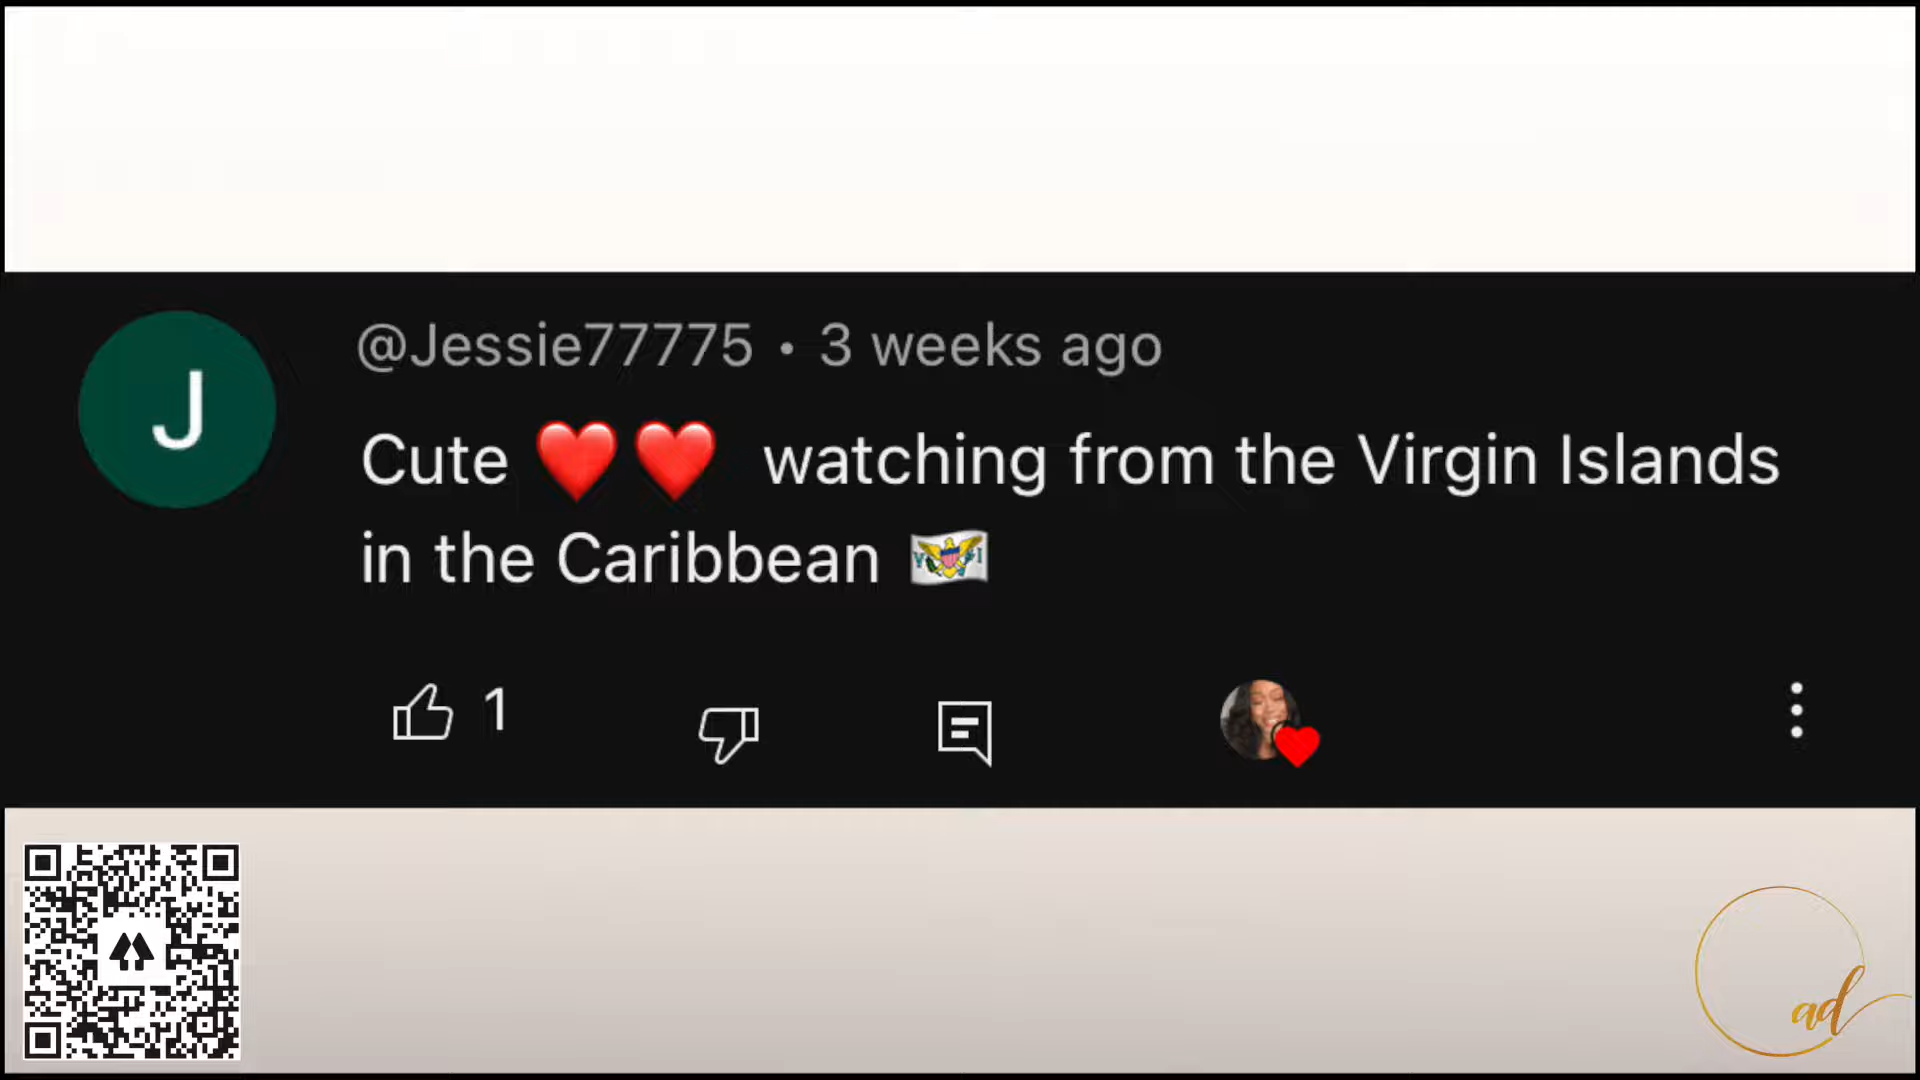 J
@Jessie77775 • 3 weeks ago
Cute ❤️❤️ watching from the Virgin Islands
in the Caribbean 🇻🇮
1
ad